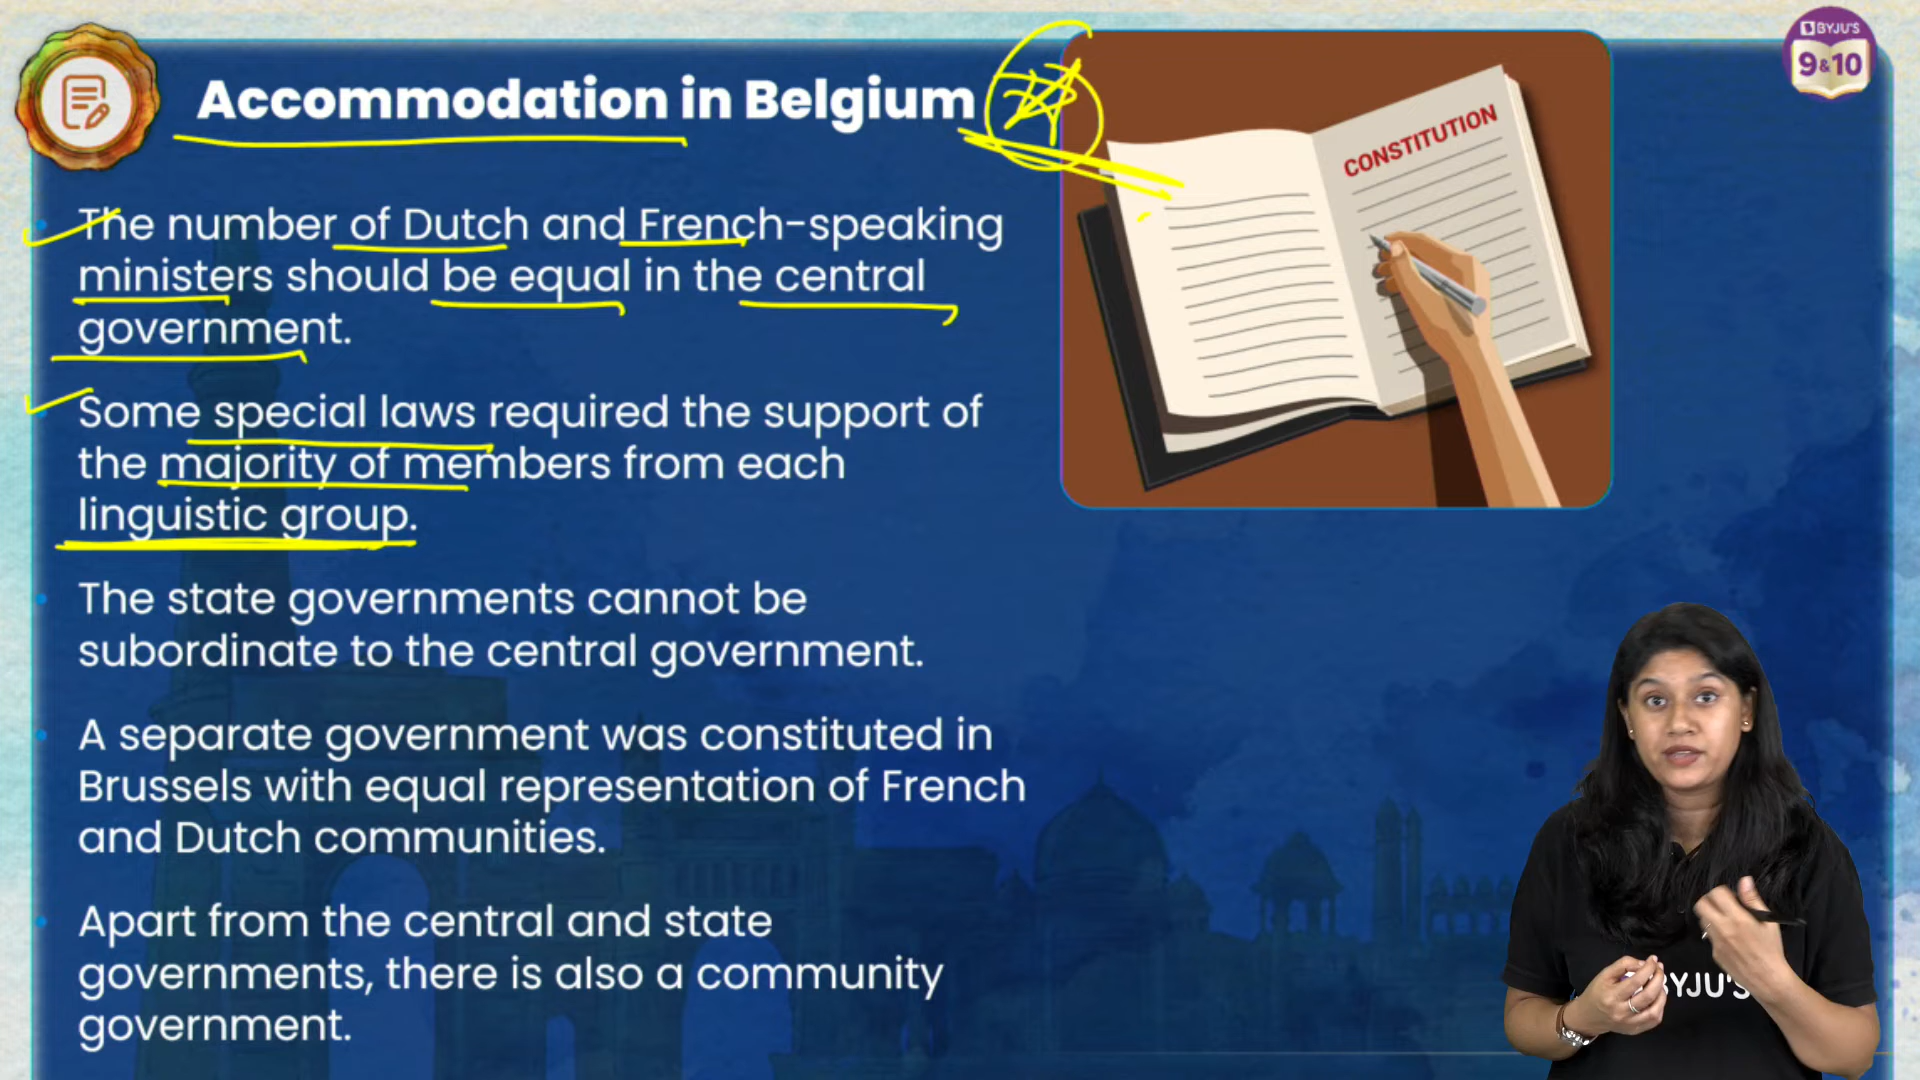 BYJU'S
9&10
Accommodation in Belgium
CONSTITUTION
The number of Dutch and French-speaking
ministers should be equal in the central
government.
Some special laws required the support of
the majority of members from each
linguistic group.
The state governments cannot be
subordinate to the central government.
A separate government was constituted in
Brussels with equal representation of French
and Dutch communities.
Apart from the central and state
governments, there is also a community
government.
BYJU'S